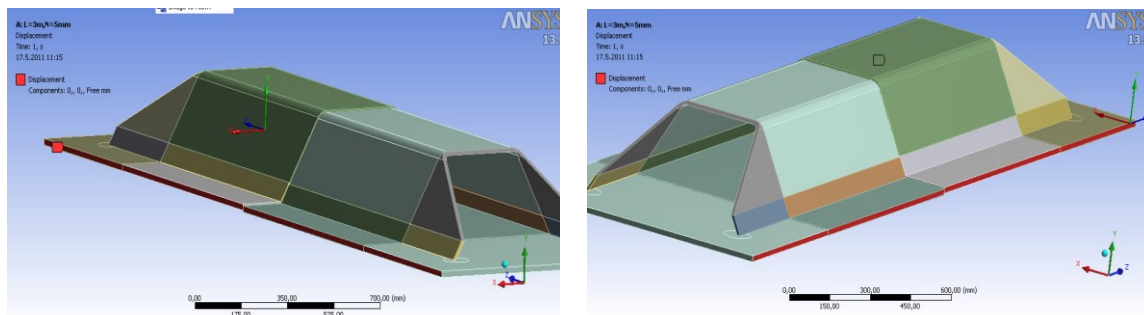 A: L=3m,N=5mm
Displacement
Time: 1, s
17.5.2011 11:15
Displacement
Components: 0,, 0,, Free mm
ANSYS
13.
Y
X
Z
0,00 350,00 700,00 (mm)
175,00 525,00
A: L=3m,N=5mm
Displacement
Time: 1, s
17.5.2011 11:15
Displacement
Components: 0,, 0,, Free mm
ANSYS
13.
Y
X
Z
0,00 300,00 600,00 (mm)
150,00 450,00